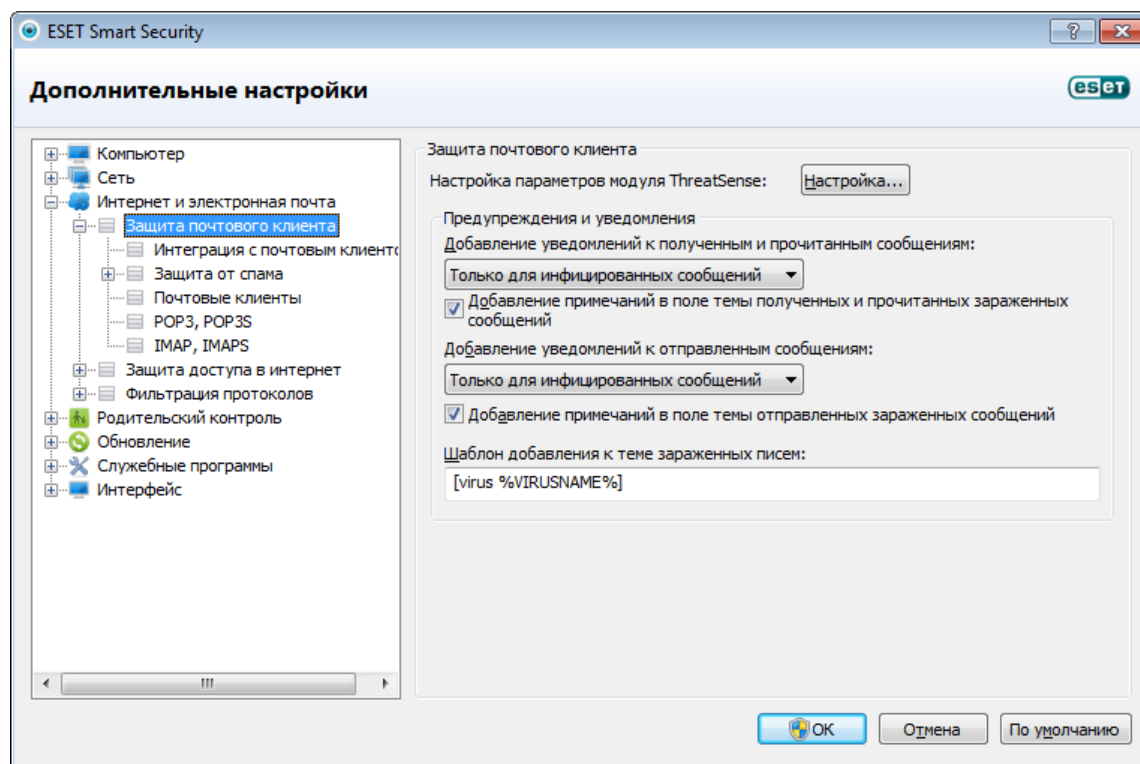 ESET Smart Security
Дополнительные настройки
eset
Компьютер
Сеть
Интернет и электронная почта
Защита почтового клиента
Интеграция с почтовым клиентс
Защита от спама
Почтовые клиенты
POP3, POP3S
IMAP, IMAPS
Защита доступа в интернет
Фильтрация протоколов
Родительский контроль
Обновление
Служебные программы
Интерфейс
Защита почтового клиента
Настройка параметров модуля ThreatSense:
Настройка...
Предупреждения и уведомления
Добавление уведомлений к полученным и прочитанным сообщениям:
Только для инфицированных сообщений
Добавление примечаний в поле темы полученных и прочитанных зараженных
сообщений
Добавление уведомлений к отправленным сообщениям:
Только для инфицированных сообщений
Добавление примечаний в поле темы отправленных зараженных сообщений
Шаблон добавления к теме зараженных писем:
[virus %VIRUSNAME%]
OK
Отмена
По умолчанию